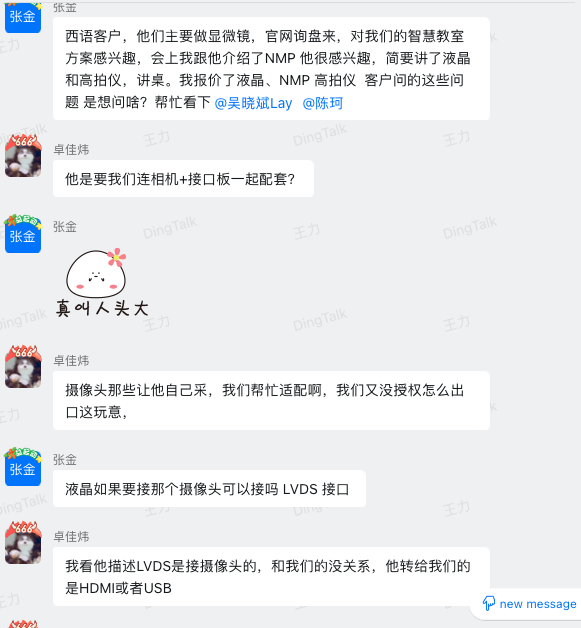 张金
张金
西语客户，他们主要做显微镜，官网询盘来，对我们的智慧教室
方案感兴趣，会上我跟他介绍了NMP 他很感兴趣，简要讲了液晶
和高拍仪，讲桌。我报价了液晶、NMP 高拍仪  客户问的这些问
题 是想问啥？帮忙看下 @吴晓斌Lay  @陈珂
王力
DingTalk
王力
666
卓佳炜
他是要我们连相机+接口板一起配套？
张金
张金
DingTalk
王力
DingTalk
真叫人头大
DingTalk
王力
DingTalk
王力
666
卓佳炜
摄像头那些让他自己采，我们帮忙适配啊，我们又没授权怎么出
口这玩意，
张金
张金
液晶如果要接那个摄像头可以接吗 LVDS 接口
DingTalk
王力
DingTalk
王力
666
卓佳炜
我看他描述LVDS是接摄像头的，和我们的没关系，他转给我们的
是HDMI或者USB
new message